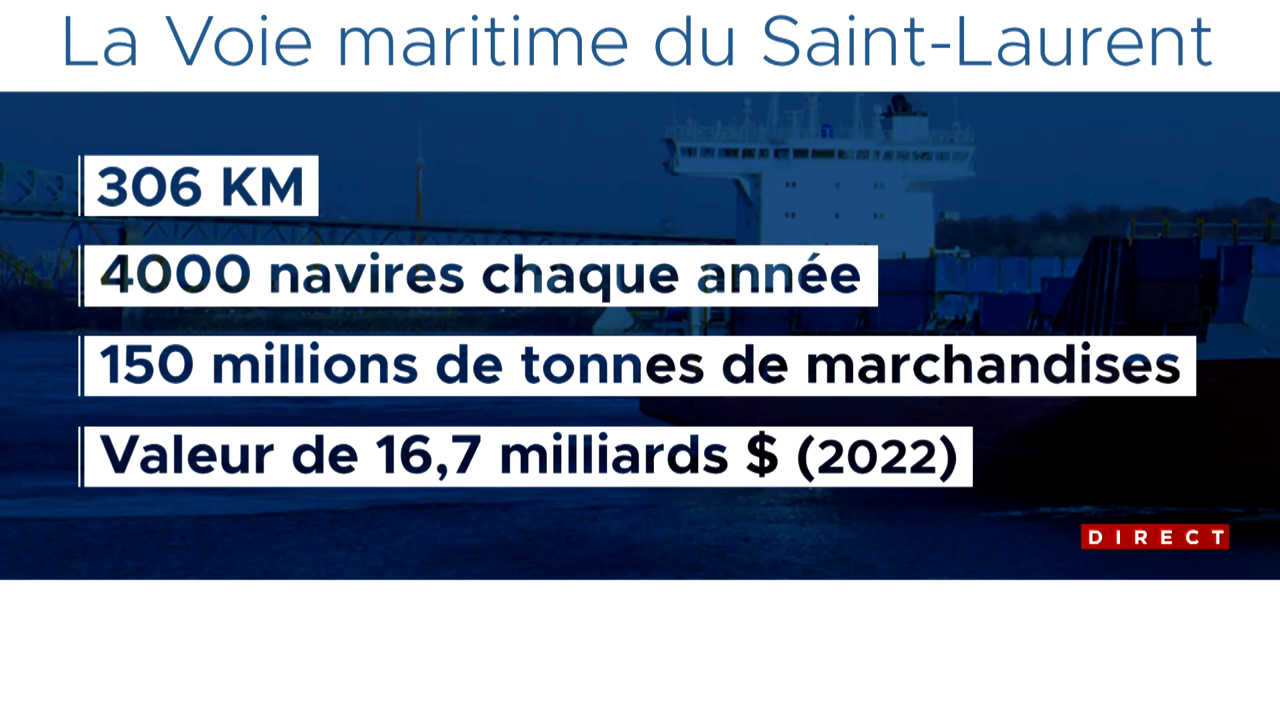 La Voie maritime du Saint-Laurent
306 KM
4000 navires chaque année
150 millions de tonnes de marchandises
Valeur de 16,7 milliards $ (2022)
DIRECT